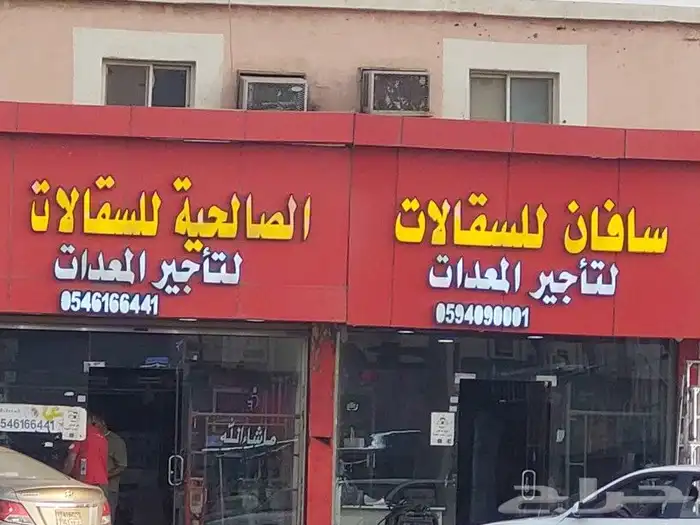 الصالحية للسقالات
لتأجير المعدات
0546166441
سافان للسقالات
لتأجير المعدات
0594090001
546166441
ماشاء الله
حراج